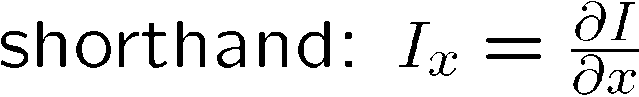 shorthand: $I_x = \frac{\partial I}{\partial x}$